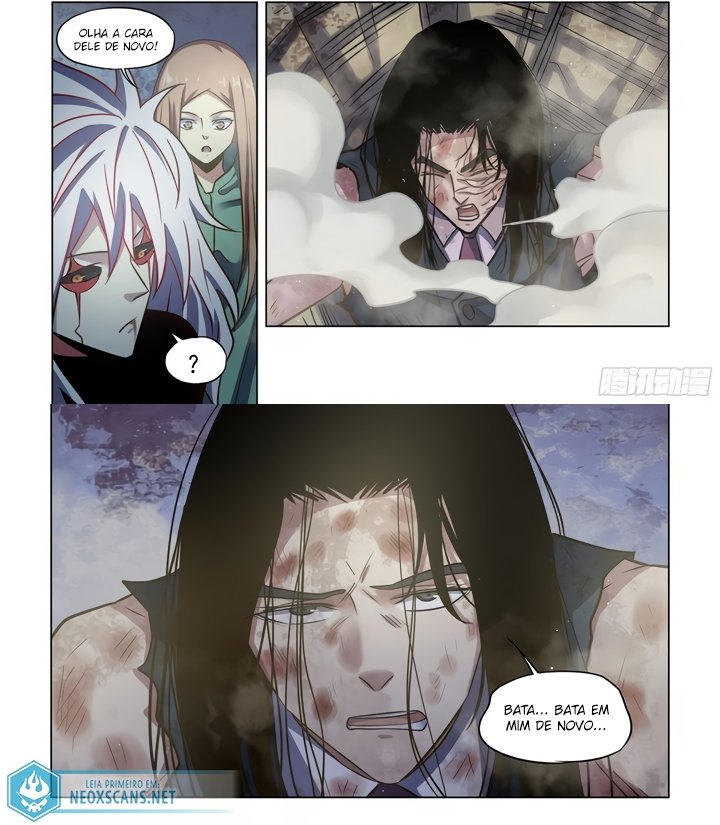 OLHA A CARA
DELE DE NOVO!
?
腾讯动漫
BATA... BATA EM
MIM DE NOVO...
LEIA PRIMEIRO EM:
NEOXSCANS.NET